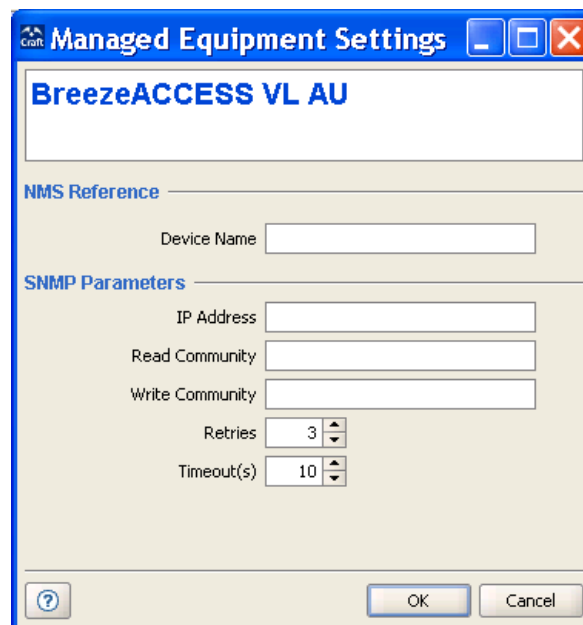 Craft Managed Equipment Settings
BreezeACCESS VL AU
NMS Reference
Device Name
SNMP Parameters
IP Address
Read Community
Write Community
Retries 3
Timeout(s) 10
? OK Cancel